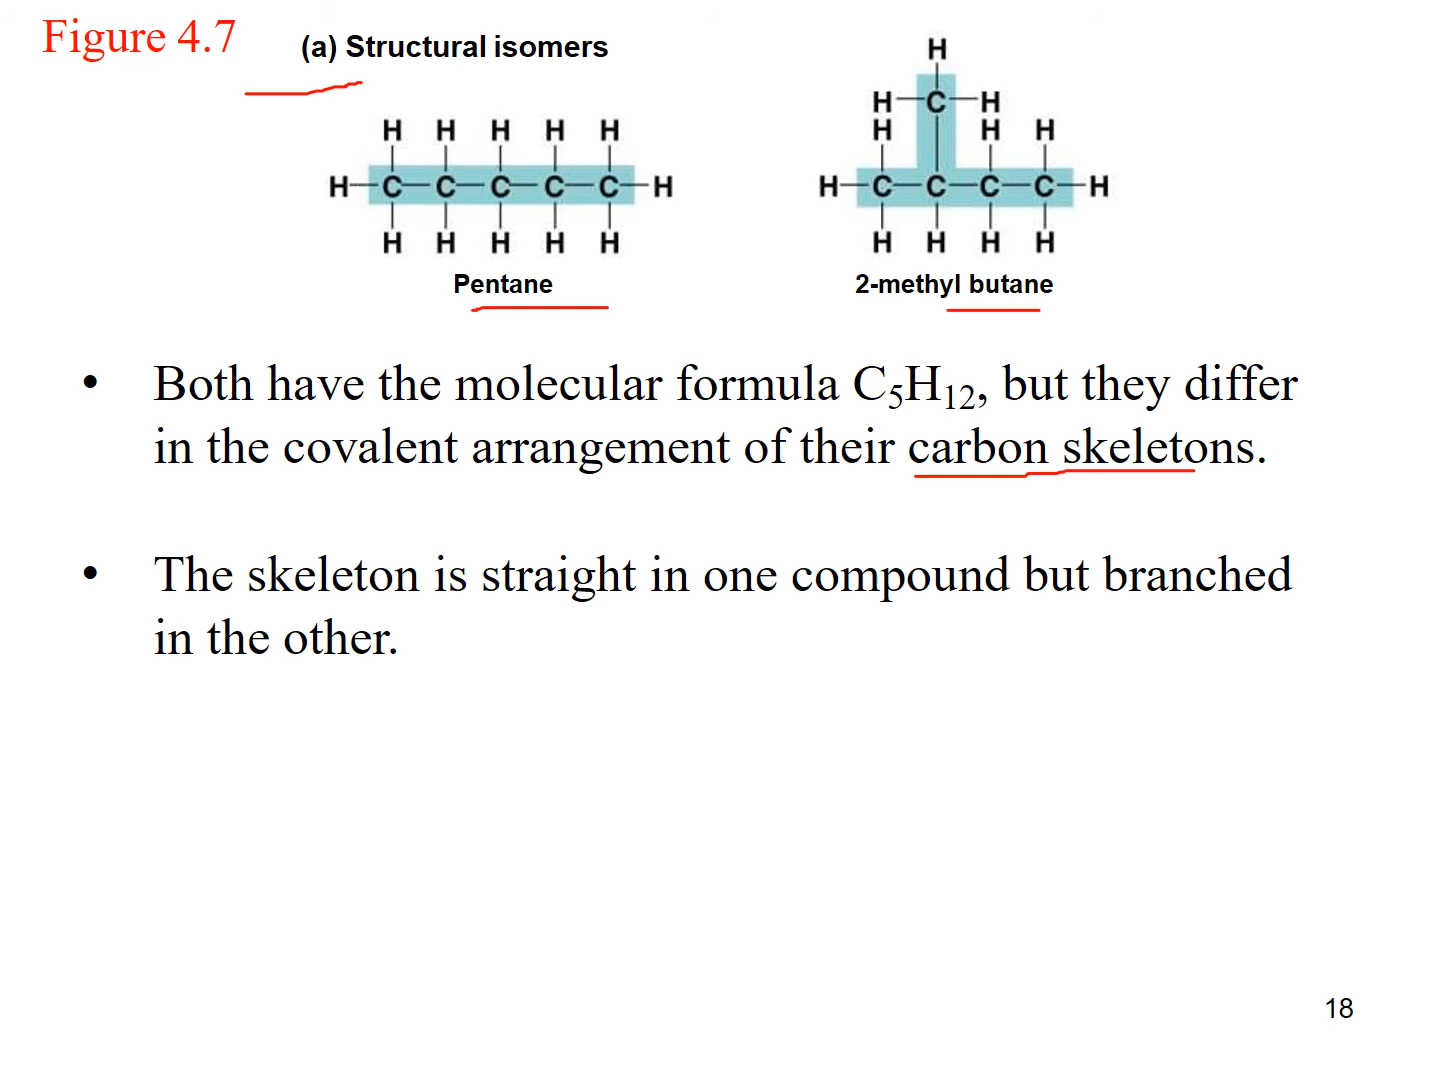 Figure 4.7
(a) Structural isomers
H
H C H
H H H H H
H H H
H C C C C C H
H C C C C H
H H H H H
H H H H
Pentane
2-methyl butane
• Both have the molecular formula C₅H₁₂, but they differ
in the covalent arrangement of their carbon skeletons.
• The skeleton is straight in one compound but branched
in the other.
18